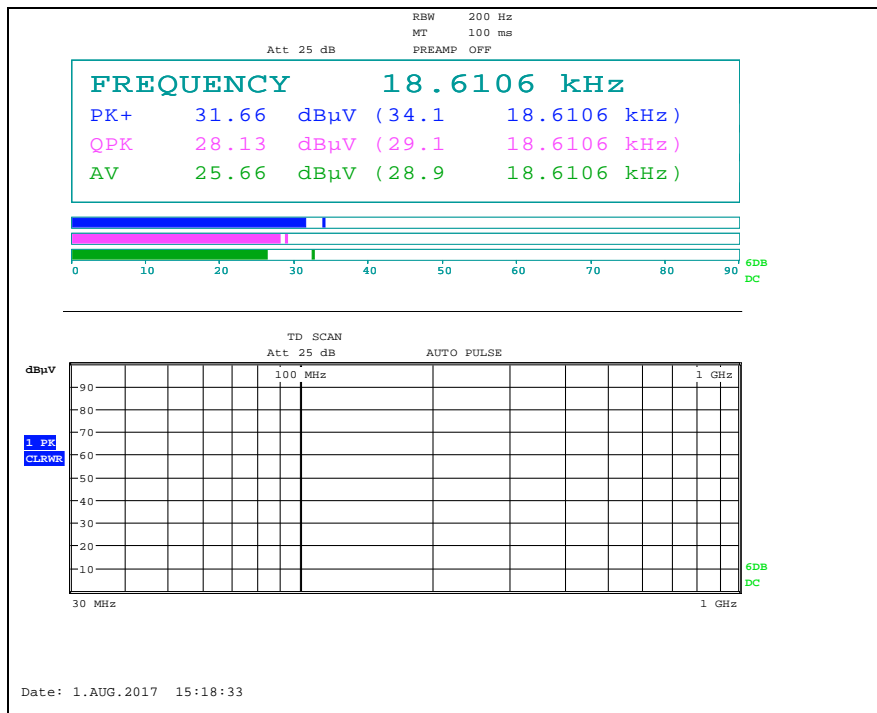 RBW 200 Hz
MT 100 ms
Att 25 dB PREAMP OFF
FREQUENCY 18.6106 kHz
PK+ 31.66 dBµV (34.1 18.6106 kHz)
QPK 28.13 dBµV (29.1 18.6106 kHz)
AV 25.66 dBµV (28.9 18.6106 kHz)
0 10 20 30 40 50 60 70 80 90
6DB
DC
TD SCAN
Att 25 dB AUTO PULSE
dBµV
100 MHz 1 GHz
90
80
70
1 PK
CLRWR
60
50
40
30
20
10
6DB
DC
30 MHz 1 GHz
Date: 1.AUG.2017 15:18:33